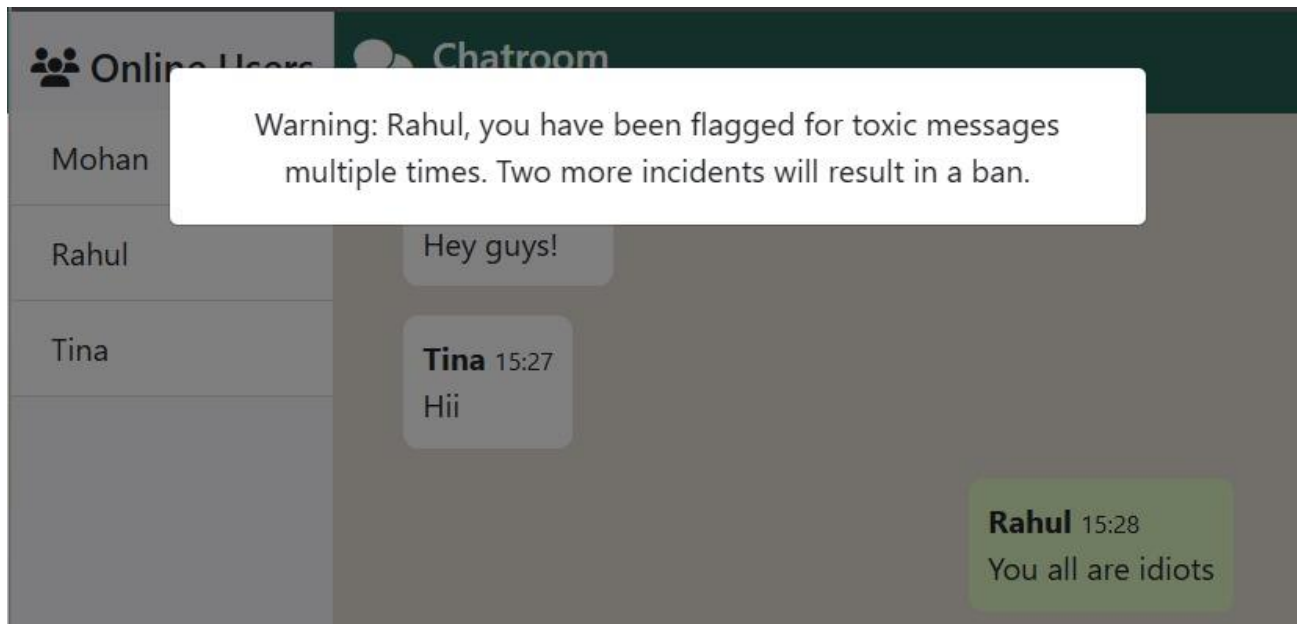 Online Users
Chatroom
Warning: Rahul, you have been flagged for toxic messages
multiple times. Two more incidents will result in a ban.
Mohan
Rahul
Tina
Hey guys!
Tina 15:27
Hii
Rahul 15:28
You all are idiots